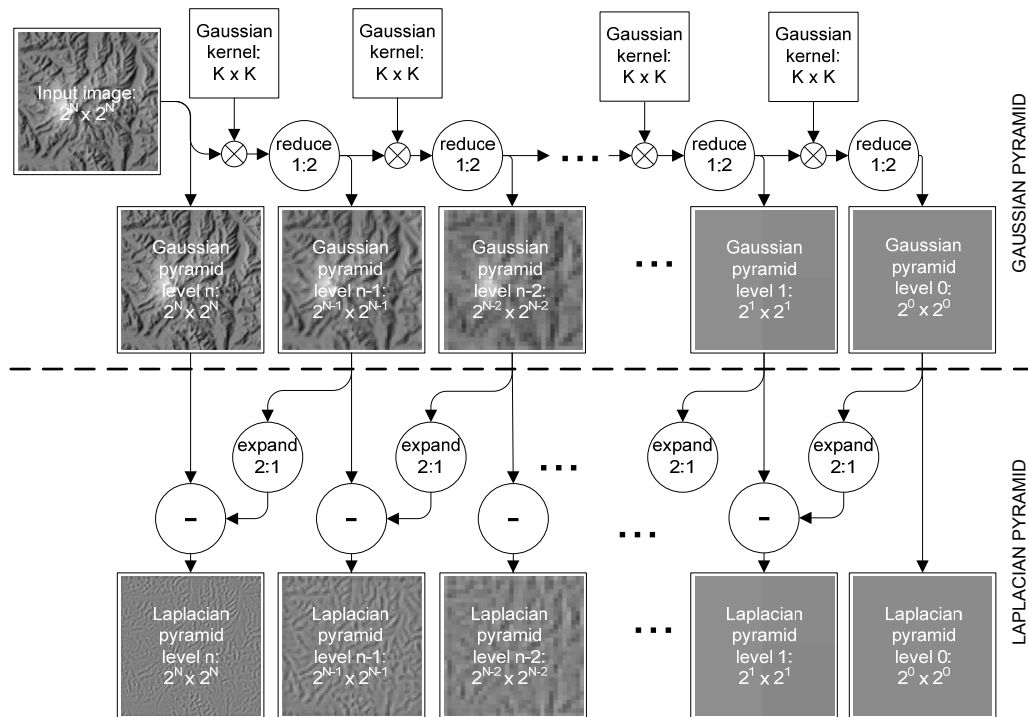 Gaussian
kernel:
K x K
Gaussian
kernel:
K x K
Gaussian
kernel:
K x K
Gaussian
kernel:
K x K
Input image:
2^N x 2^N
reduce
1:2
reduce
1:2
...
reduce
1:2
reduce
1:2
GAUSSIAN PYRAMID
Gaussian
pyramid
level n:
2^N x 2^N
Gaussian
pyramid
level n-1:
2^N-1 x 2^N-1
Gaussian
pyramid
level n-2:
2^N-2 x 2^N-2
...
Gaussian
pyramid
level 1:
2^1 x 2^1
Gaussian
pyramid
level 0:
2^0 x 2^0
expand
2:1
expand
2:1
...
expand
2:1
expand
2:1
-
-
-
...
-
LAPLACIAN PYRAMID
Laplacian
pyramid
level n:
2^N x 2^N
Laplacian
pyramid
level n-1:
2^N-1 x 2^N-1
Laplacian
pyramid
level n-2:
2^N-2 x 2^N-2
...
Laplacian
pyramid
level 1:
2^1 x 2^1
Laplacian
pyramid
level 0:
2^0 x 2^0